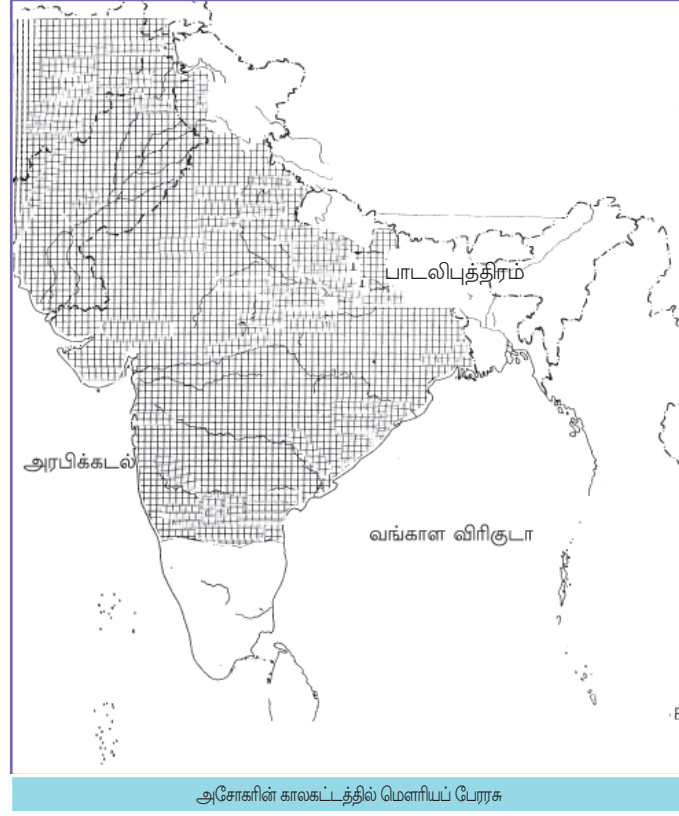 பாடலிபுத்திரம்
அரபிக்கடல்
வங்காள விரிகுடா
அசோகரின் காலகட்டத்தில் மௌரியப் பேரரசு